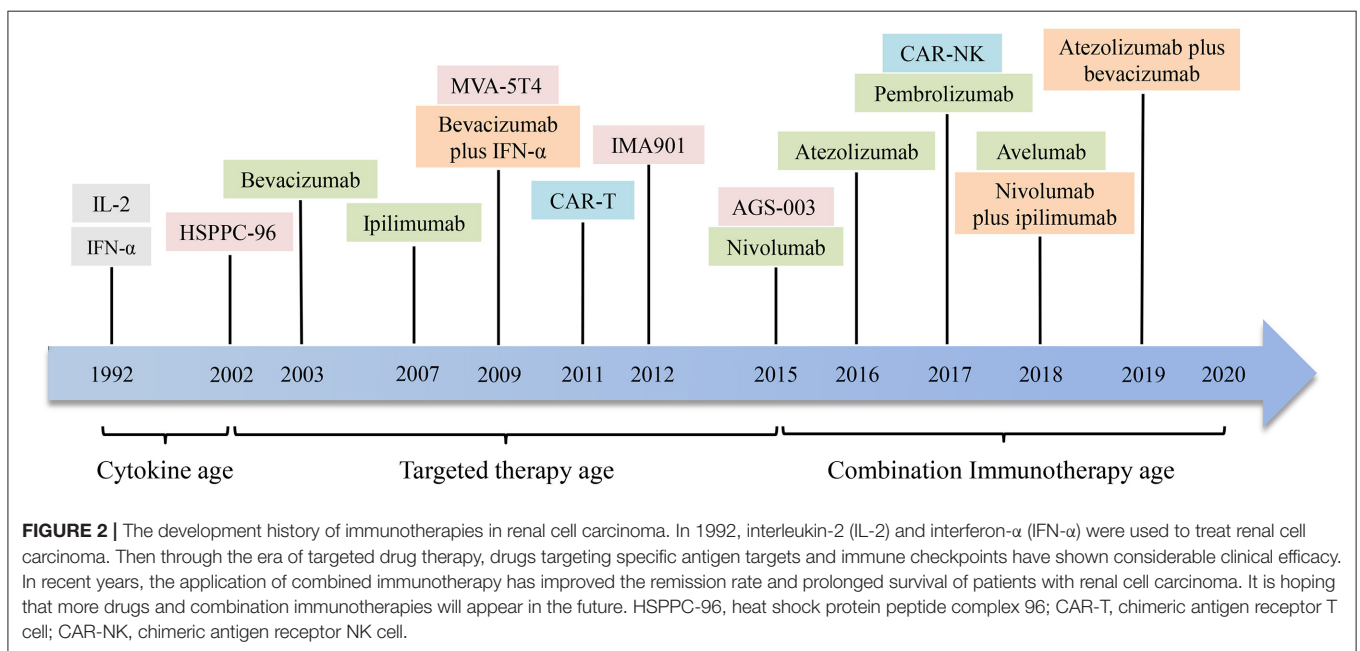 CAR-NK
Atezolizumab plus
bevacizumab
MVA-5T4
Pembrolizumab
Bevacizumab
plus IFN-α
IMA901
Atezolizumab
Avelumab
Bevacizumab
IL-2
CAR-T
AGS-003
Nivolumab
plus ipilimumab
HSPPC-96
Ipilimumab
IFN-α
Nivolumab
1992
2002
2003
2007
2009
2011
2012
2015
2016
2017
2018
2019
2020
Cytokine age
Targeted therapy age
Combination Immunotherapy age
FIGURE 2 | The development history of immunotherapies in renal cell carcinoma. In 1992, interleukin-2 (IL-2) and interferon-α (IFN-α) were used to treat renal cell
carcinoma. Then through the era of targeted drug therapy, drugs targeting specific antigen targets and immune checkpoints have shown considerable clinical efficacy.
In recent years, the application of combined immunotherapy has improved the remission rate and prolonged survival of patients with renal cell carcinoma. It is hoping
that more drugs and combination immunotherapies will appear in the future. HSPPC-96, heat shock protein peptide complex 96; CAR-T, chimeric antigen receptor T
cell; CAR-NK, chimeric antigen receptor NK cell.